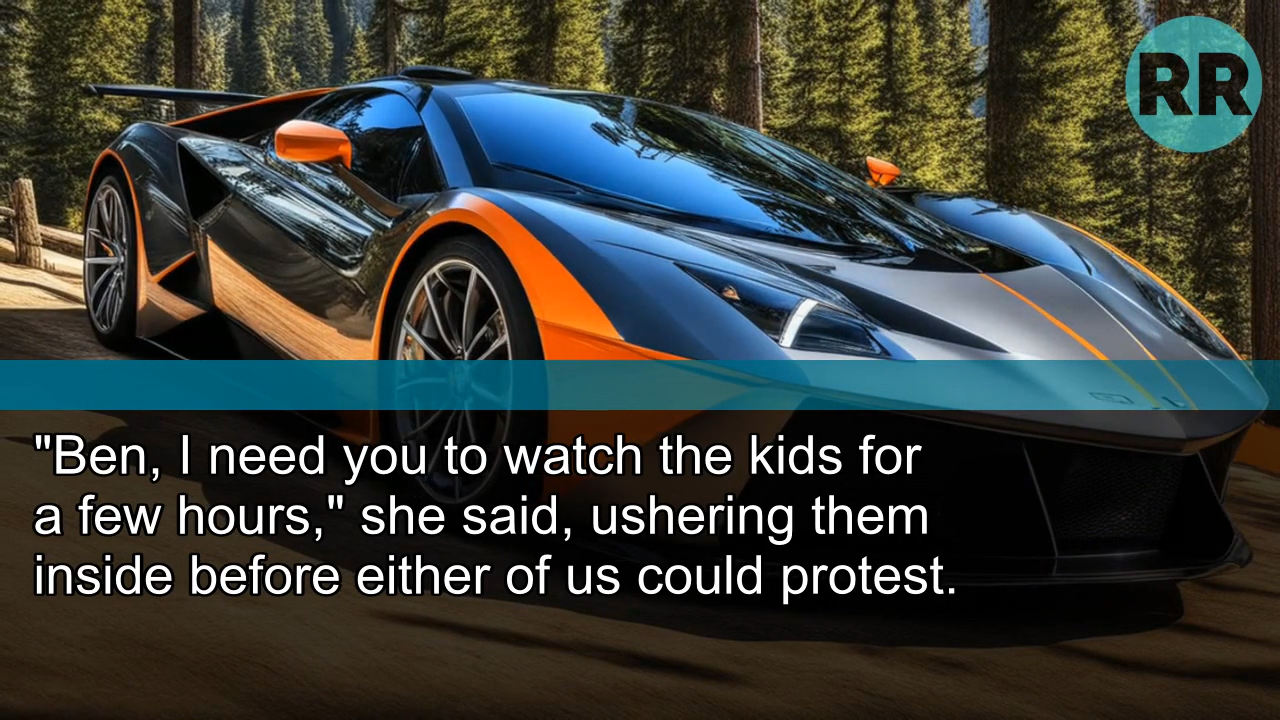 RR
"Ben, I need you to watch the kids for
a few hours," she said, ushering them
inside before either of us could protest.